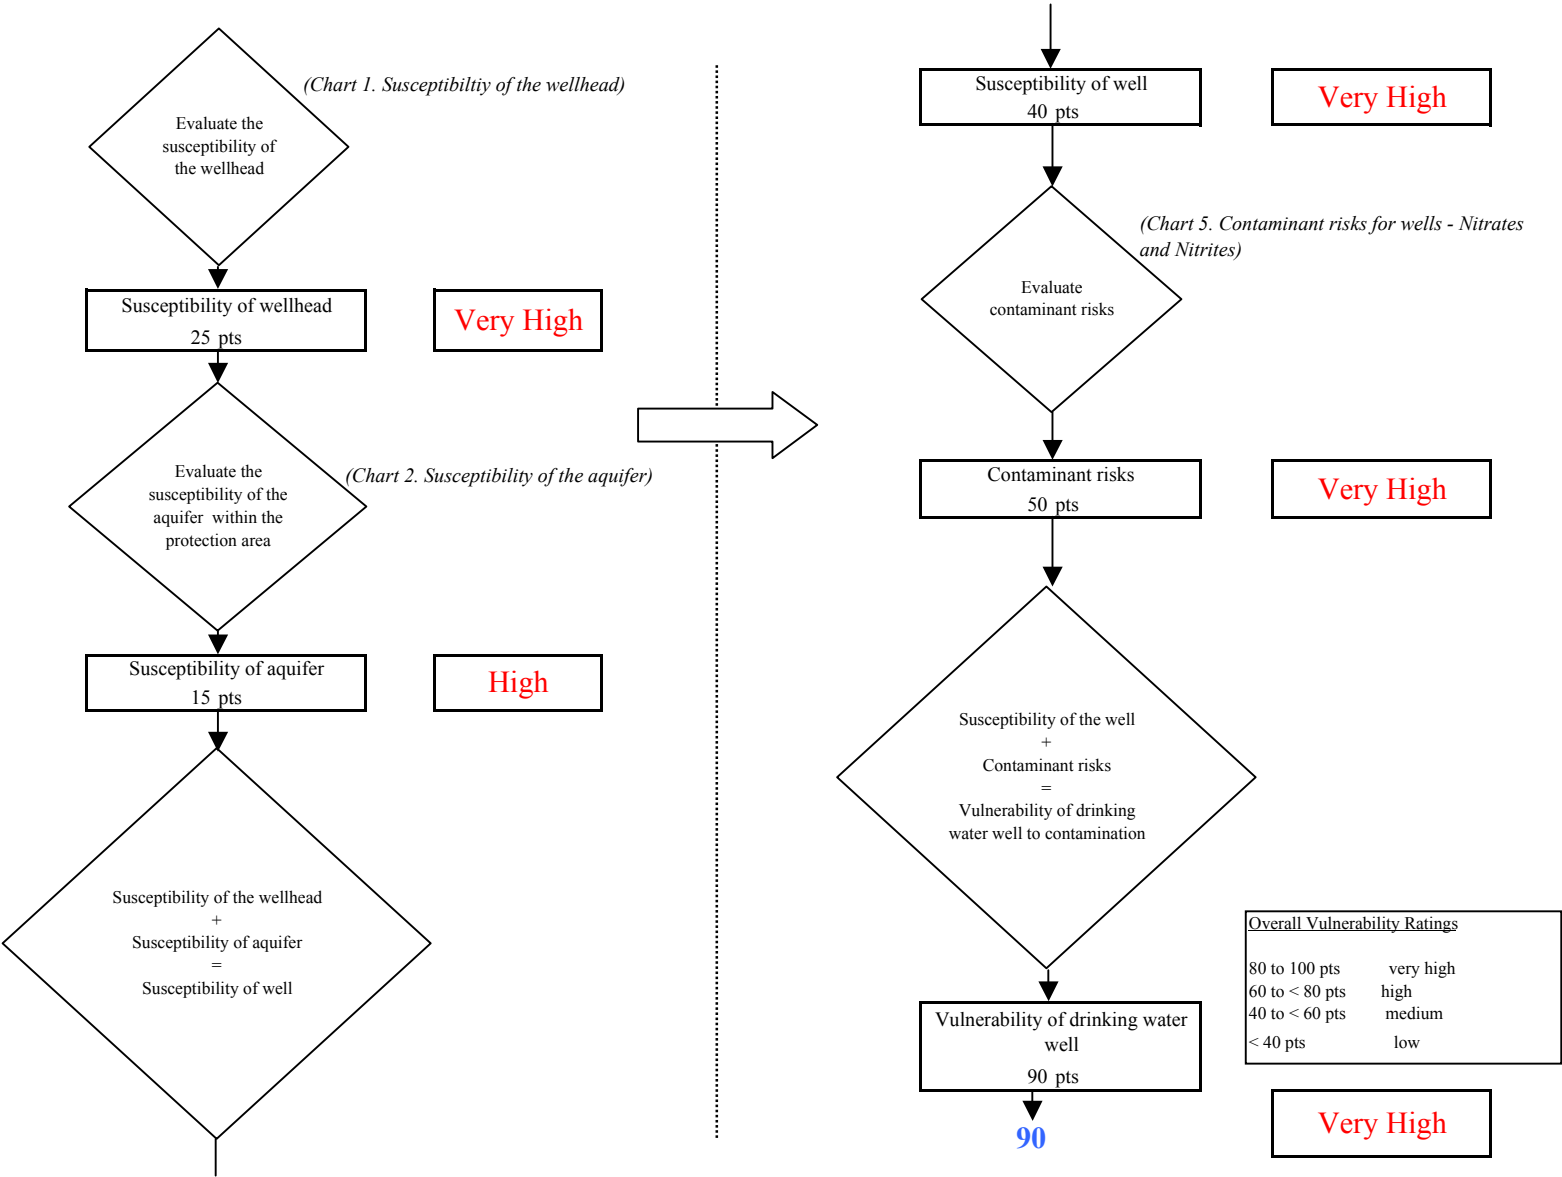 (Chart 1. Susceptibiltiy of the wellhead)
Evaluate the
susceptibility of
the wellhead
Susceptibility of wellhead
25 pts
Very High
Evaluate the
susceptibility of the
aquifer within the
protection area
(Chart 2. Susceptibility of the aquifer)
Susceptibility of aquifer
15 pts
High
Susceptibility of the wellhead
+
Susceptibility of aquifer
=
Susceptibility of well
Susceptibility of well
40 pts
Very High
(Chart 5. Contaminant risks for wells - Nitrates
and Nitrites)
Evaluate
contaminant risks
Contaminant risks
50 pts
Very High
Susceptibility of the well
+
Contaminant risks
=
Vulnerability of drinking
water well to contamination
Overall Vulnerability Ratings
80 to 100 pts very high
60 to < 80 pts high
40 to < 60 pts medium
< 40 pts low
Vulnerability of drinking water
well
90 pts
90
Very High